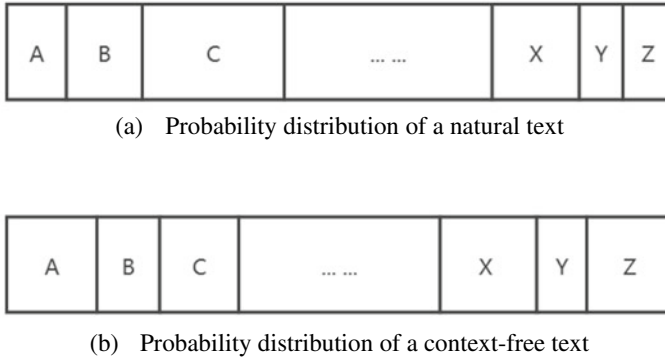 A B C ... ... X Y Z
(a) Probability distribution of a natural text
A B C ... ... X Y Z
(b) Probability distribution of a context-free text